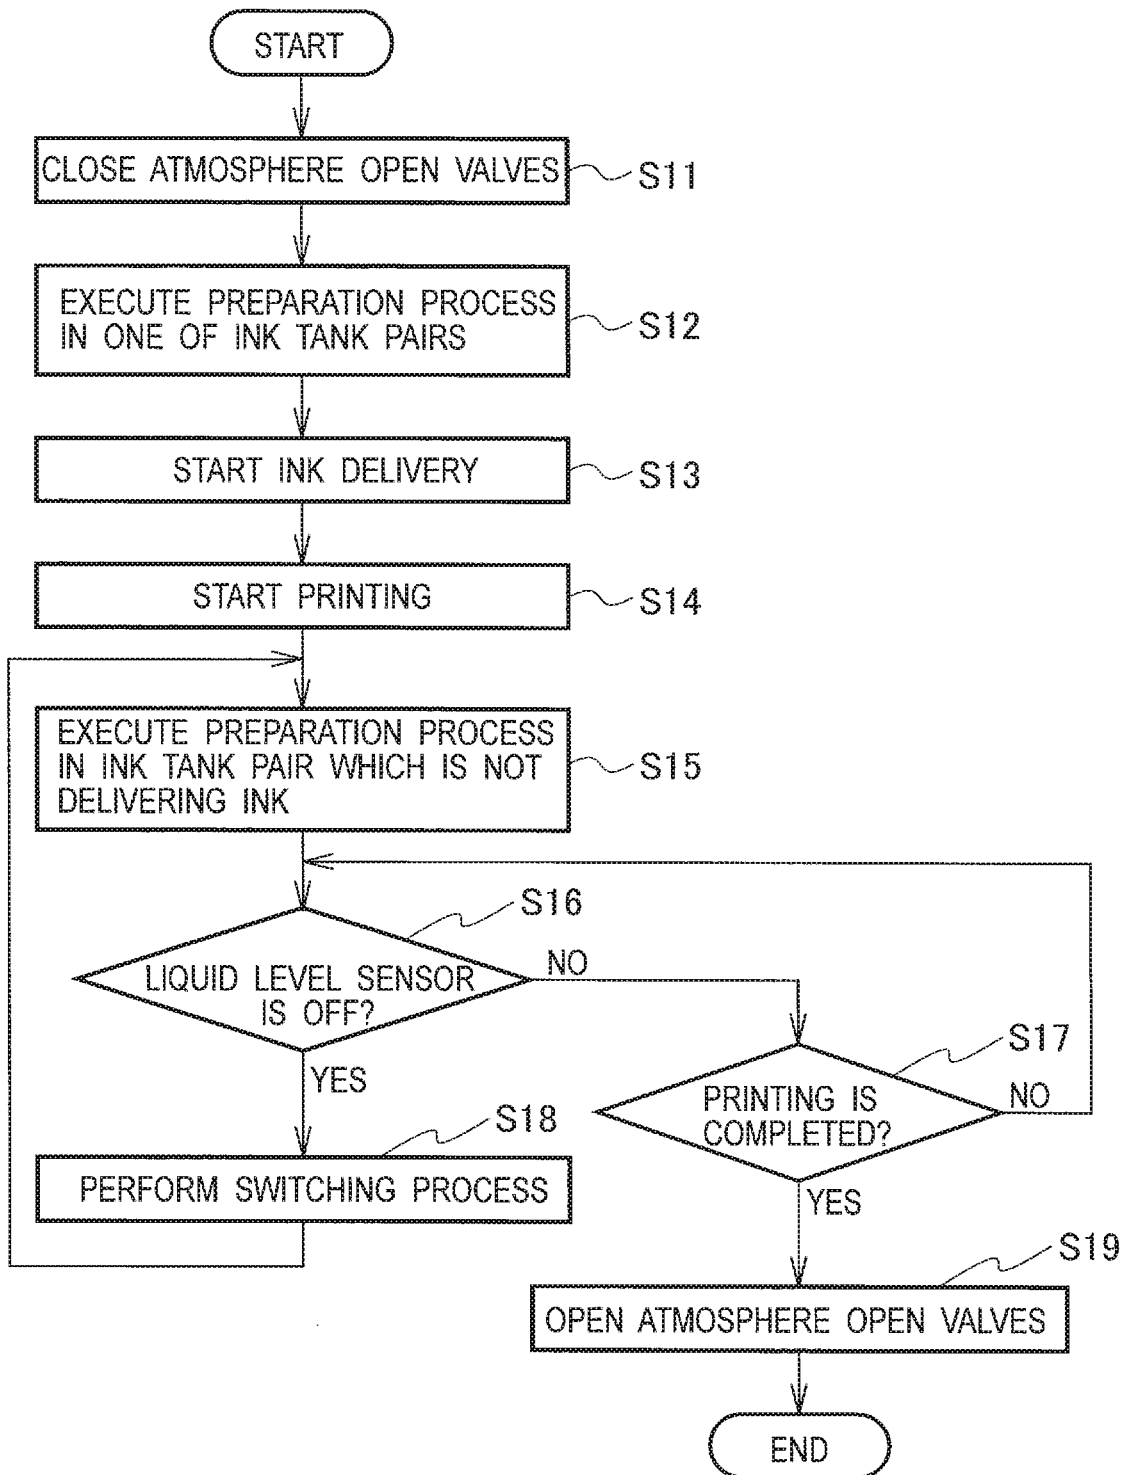 START
CLOSE ATMOSPHERE OPEN VALVES
S11
EXECUTE PREPARATION PROCESS
IN ONE OF INK TANK PAIRS
S12
START INK DELIVERY
S13
START PRINTING
S14
EXECUTE PREPARATION PROCESS
IN INK TANK PAIR WHICH IS NOT
DELIVERING INK
S15
S16
LIQUID LEVEL SENSOR
IS OFF?
NO
YES
S17
PRINTING IS
COMPLETED?
NO
YES
S18
PERFORM SWITCHING PROCESS
S19
OPEN ATMOSPHERE OPEN VALVES
END